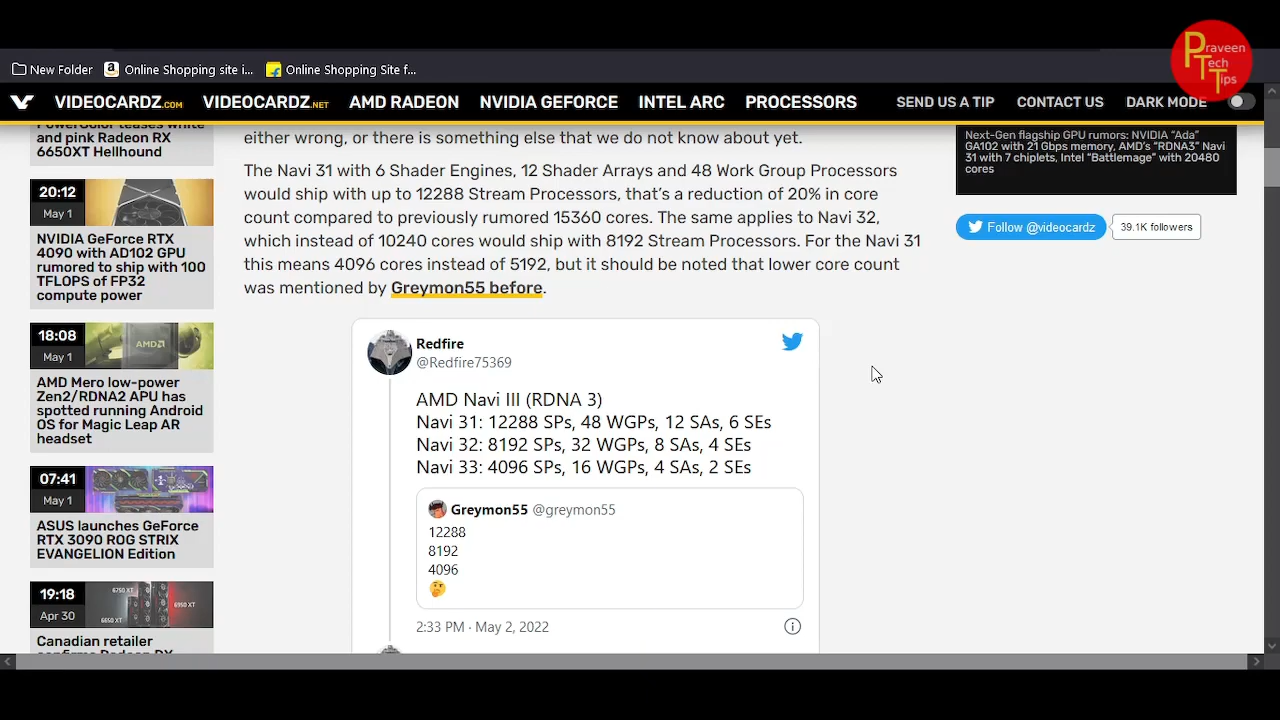 Praveen
Tech
Tips
New Folder
Online Shopping site i...
Online Shopping Site f...
VIDEOCARDZ.COM
VIDEOCARDZ.NET
AMD RADEON
NVIDIA GEFORCE
INTEL ARC
PROCESSORS
SEND US A TIP
CONTACT US
DARK MODE
PowerColor teases white
and pink Radeon RX
6650XT Hellhound
20:12
May 1
NVIDIA GeForce RTX
4090 with AD102 GPU
rumored to ship with 100
TFLOPS of FP32
compute power
18:08
May 1
AMD
AMD Mero low-power
Zen2/RDNA2 APU has
spotted running Android
OS for Magic Leap AR
headset
07:41
May 1
ASUS launches GeForce
RTX 3090 ROG STRIX
EVANGELION Edition
19:18
Apr 30
6750 XT
6950 XT
6650 XT
Canadian retailer
confirms Radeon RX
either wrong, or there is something else that we do not know about yet.
The Navi 31 with 6 Shader Engines, 12 Shader Arrays and 48 Work Group Processors
would ship with up to 12288 Stream Processors, that’s a reduction of 20% in core
count compared to previously rumored 15360 cores. The same applies to Navi 32,
which instead of 10240 cores would ship with 8192 Stream Processors. For the Navi 31
this means 4096 cores instead of 5192, but it should be noted that lower core count
was mentioned by Greymon55 before.
Redfire
@Redfire75369
AMD Navi III (RDNA 3)
Navi 31: 12288 SPs, 48 WGPs, 12 SAs, 6 SEs
Navi 32: 8192 SPs, 32 WGPs, 8 SAs, 4 SEs
Navi 33: 4096 SPs, 16 WGPs, 4 SAs, 2 SEs
Greymon55 @greymon55
12288
8192
4096
🤔
2:33 PM · May 2, 2022
Next-Gen flagship GPU rumors: NVIDIA “Ada”
GA102 with 21 Gbps memory, AMD’s “RDNA3” Navi
31 with 7 chiplets, Intel “Battlemage” with 20480
cores
Follow @videocardz
39.1K followers